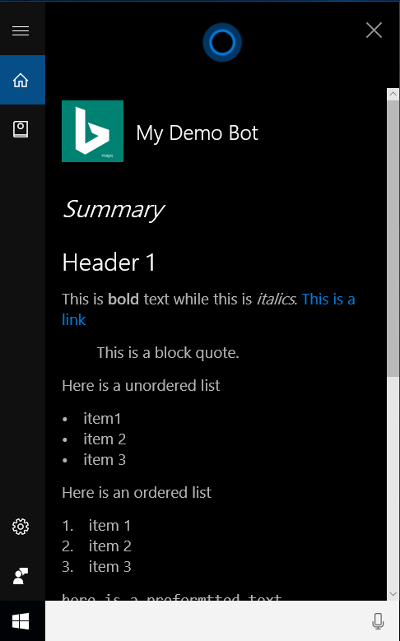 maps
My Demo Bot
Summary
Header 1
This is bold text while this is italics. This is a
link
This is a block quote.
Here is a unordered list
• item1
• item 2
• item 3
Here is an ordered list
1. item 1
2. item 2
3. item 3
here is a preformtted text